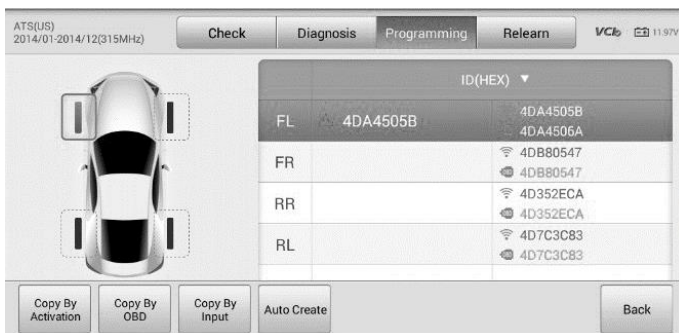 ATS(US)
2014/01-2014/12(315MHz)
Check
Diagnosis
Programming
Relearn
VCI
11.97V
ID(HEX) ▼
FL 4DA4505B 4DA4505B
4DA4506A
FR 4DB80547
4DB80547
RR 4D352ECA
4D352ECA
RL 4D7C3C83
4D7C3C83
Copy By
Activation
Copy By
OBD
Copy By
Input
Auto Create
Back